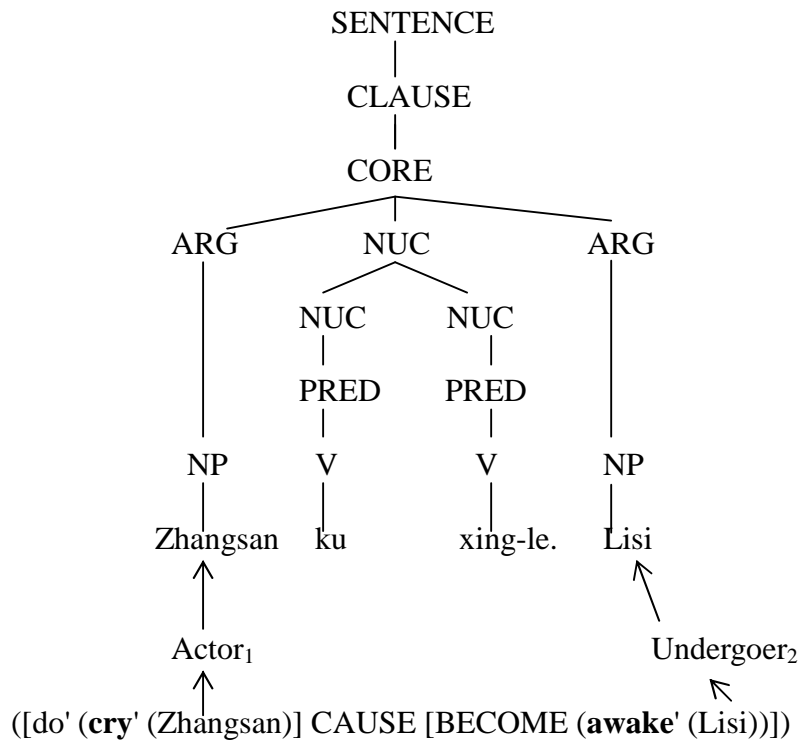 SENTENCE
CLAUSE
CORE
ARG NUC ARG
NUC NUC
PRED PRED
NP V V NP
Zhangsan ku xing-le. Lisi
Actor₁ Undergoer₂
([do' (cry' (Zhangsan)] CAUSE [BECOME (awake' (Lisi))])